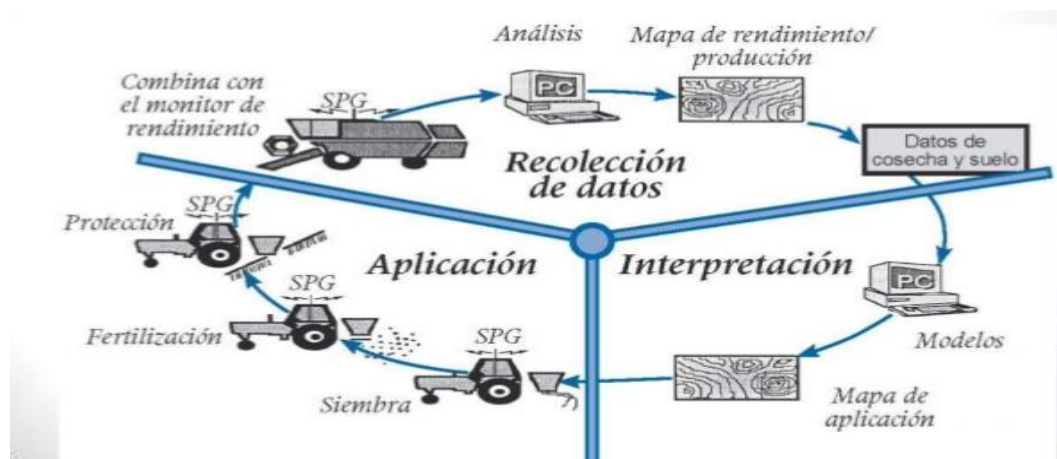 Análisis
Mapa de rendimiento/
producción
Combina con
el monitor de
rendimiento
SPG
PC
Datos de
cosecha y suelo
Recolección
de datos
Protección
SPG
Aplicación
Interpretación
PC
Modelos
SPG
Fertilización
SPG
Siembra
Mapa de
aplicación